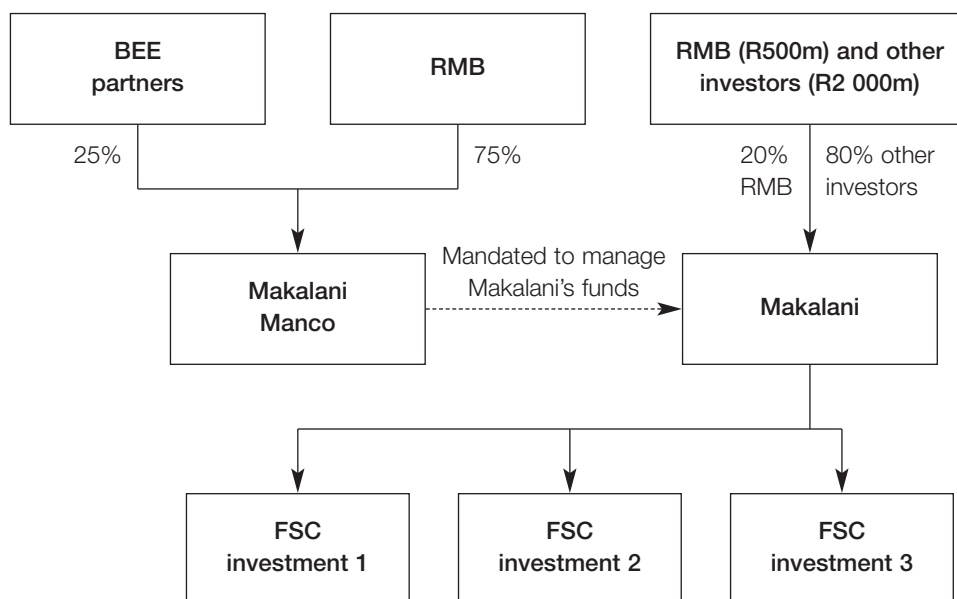 BEE
partners
RMB
RMB (R500m) and other
investors (R2 000m)
25%
75%
20%
RMB
80% other
investors
Makalani
Manco
Mandated to manage
Makalani’s funds
Makalani
FSC
investment 1
FSC
investment 2
FSC
investment 3